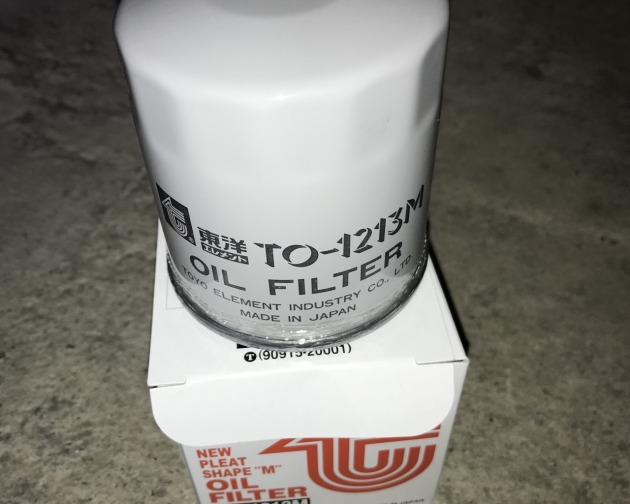 東洋 TO-1213M
エレメント
OIL FILTER
TOYO ELEMENT INDUSTRY CO., LTD
MADE IN JAPAN
Ⓣ(90915-20001)
NEW
PLEAT
SHAPE "M"
OIL
FILTER
JAPAN